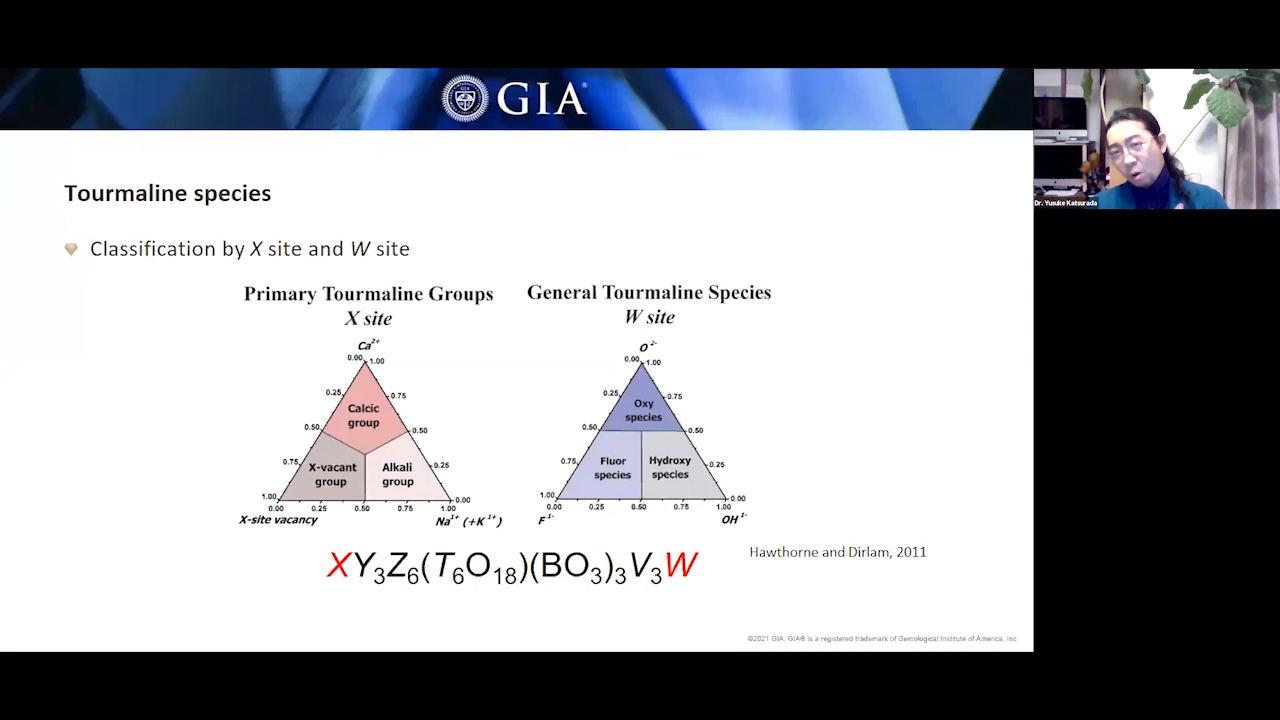 GIA®
Dr. Yusuke Katsurada
Tourmaline species
Classification by X site and W site
Primary Tourmaline Groups
X site
Ca²⁺
0.00 1.00
0.25 0.75
Calcic
group
0.50 0.50
0.75 0.25
X-vacant
group
Alkali
group
1.00 0.00
0.00 0.25 0.50 0.75 1.00
X-site vacancy
Na¹⁺ (+K¹⁺)
General Tourmaline Species
W site
O²⁻
0.00 1.00
0.25 0.75
Oxy
species
0.50 0.50
0.75 0.25
Fluor
species
Hydroxy
species
1.00 0.00
0.00 0.25 0.50 0.75 1.00
F¹⁻
OH¹⁻
XY₃Z₆(T₆O₁₈)(BO₃)₃V₃W
Hawthorne and Dirlam, 2011
©2021 GIA. GIA® is a registered trademark of Gemological Institute of America, Inc